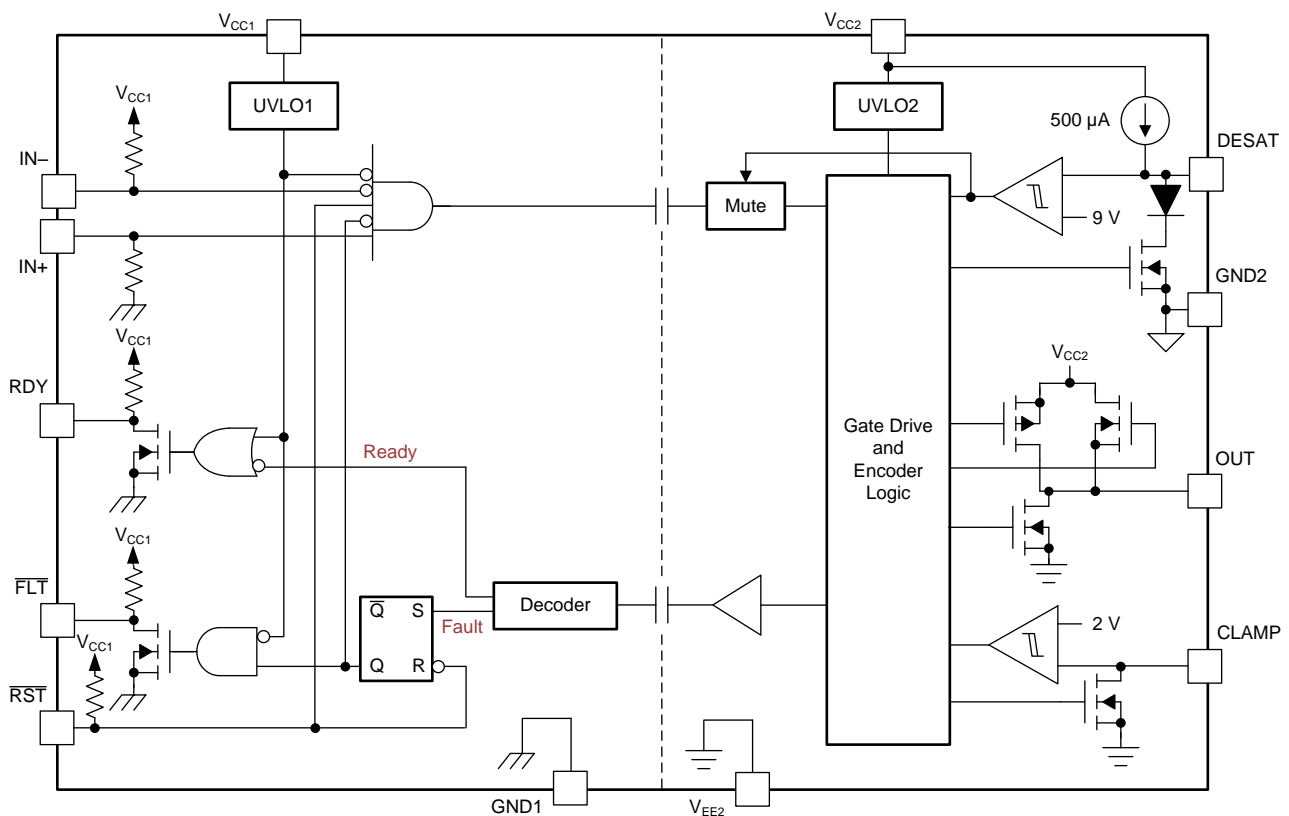 VCC1
VCC2
VCC1
UVLO1
UVLO2
500 µA
DESAT
IN–
Mute
9 V
IN+
GND2
VCC1
VCC2
RDY
Ready
Gate Drive
and
Encoder
Logic
OUT
VCC1
FLT
Decoder
Q S
Fault
2 V
CLAMP
VCC1
Q R
RST
GND1
VEE2